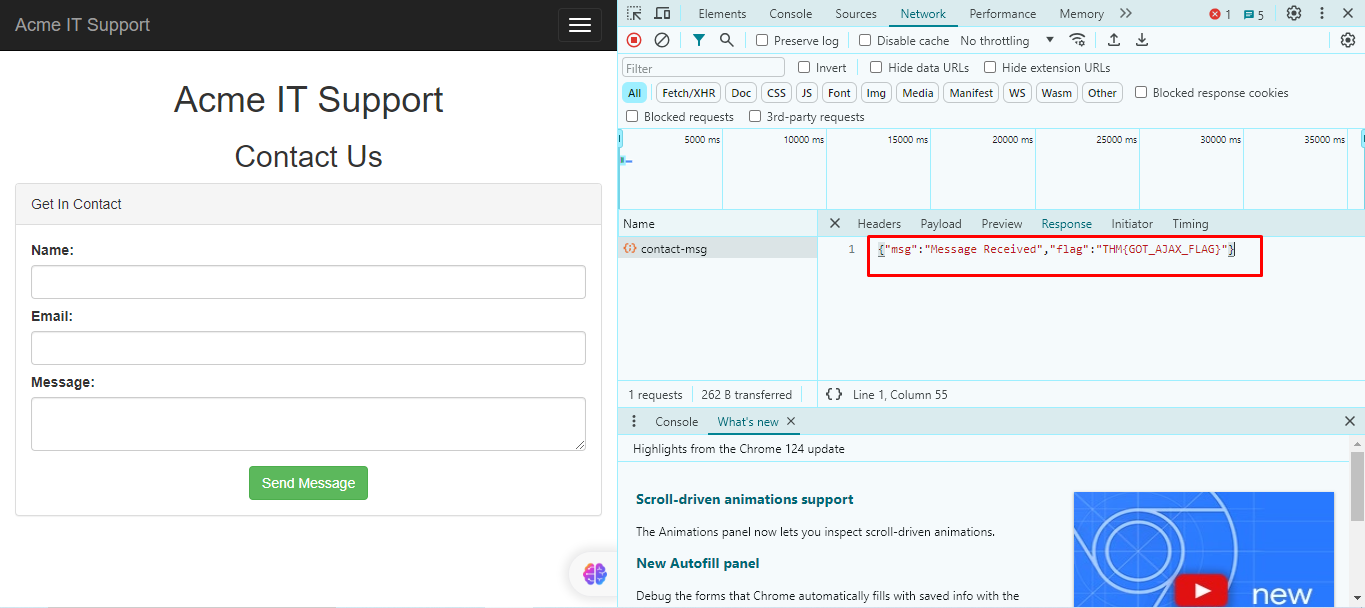 Acme IT Support
Acme IT Support
Contact Us
Get In Contact
Name:
Email:
Message:
Send Message
Elements Console Sources Network Performance Memory 1 5
Preserve log Disable cache No throttling
Filter Invert Hide data URLs Hide extension URLs
All Fetch/XHR Doc CSS JS Font Img Media Manifest WS Wasm Other Blocked response cookies
Blocked requests 3rd-party requests
5000 ms 10000 ms 15000 ms 20000 ms 25000 ms 30000 ms 35000 ms
Name Headers Payload Preview Response Initiator Timing
contact-msg 1 {"msg":"Message Received","flag":"THM{GOT_AJAX_FLAG}"}
1 requests 262 B transferred {} Line 1, Column 55
Console What's new
Highlights from the Chrome 124 update
Scroll-driven animations support
The Animations panel now lets you inspect scroll-driven animations.
New Autofill panel
Debug the forms that Chrome automatically fills with saved info with the
new